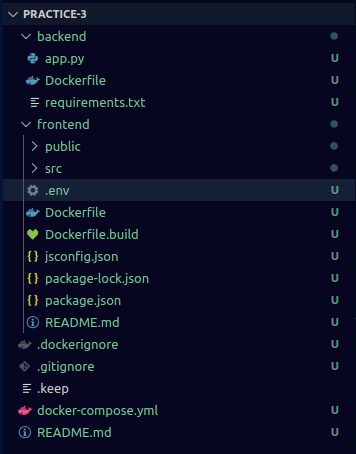 PRACTICE-3
backend
app.py U
Dockerfile U
requirements.txt U
frontend
public
src
.env U
Dockerfile U
Dockerfile.build U
{ } jsconfig.json U
{ } package-lock.json U
{ } package.json U
README.md U
.dockerignore U
.gitignore U
.keep
docker-compose.yml U
README.md U